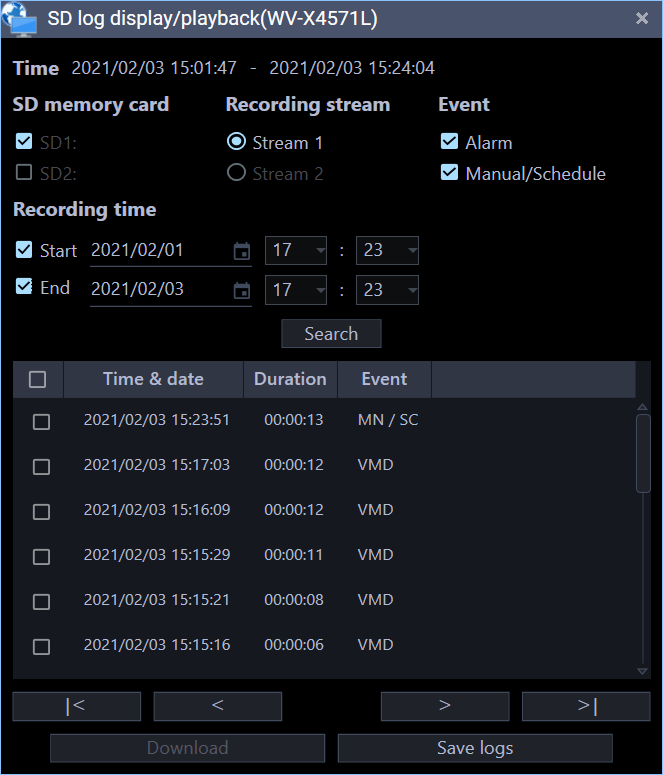 SD log display/playback(WV-X4571L)
Time 2021/02/03 15:01:47 - 2021/02/03 15:24:04
SD memory card Recording stream Event
SD1: Stream 1 Alarm
SD2: Stream 2 Manual/Schedule
Recording time
Start 2021/02/01 17 : 23
End 2021/02/03 17 : 23
Search
Time & date Duration Event
2021/02/03 15:23:51 00:00:13 MN / SC
2021/02/03 15:17:03 00:00:12 VMD
2021/02/03 15:16:09 00:00:12 VMD
2021/02/03 15:15:29 00:00:11 VMD
2021/02/03 15:15:21 00:00:08 VMD
2021/02/03 15:15:16 00:00:06 VMD
|< < > >|
Download Save logs